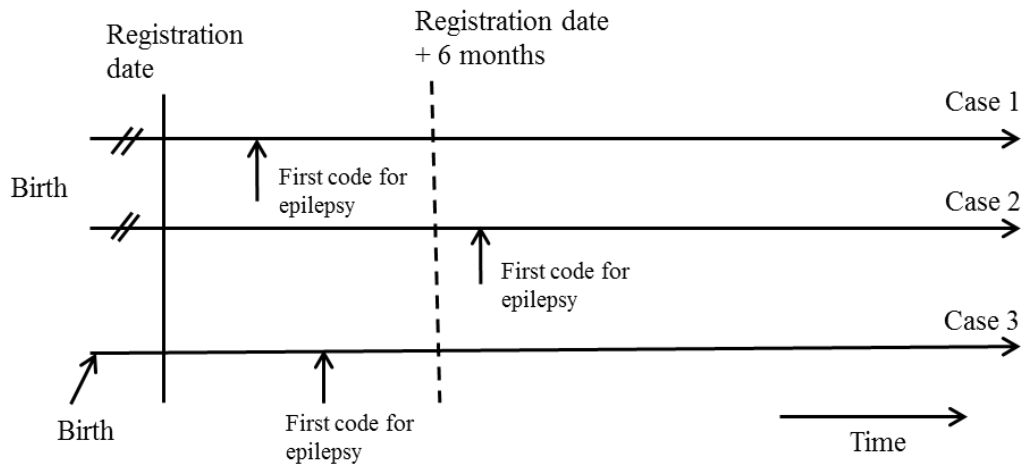 Registration
date
Registration date
+ 6 months
Case 1
First code for
epilepsy
Birth
Case 2
First code for
epilepsy
Case 3
Birth
First code for
epilepsy
Time